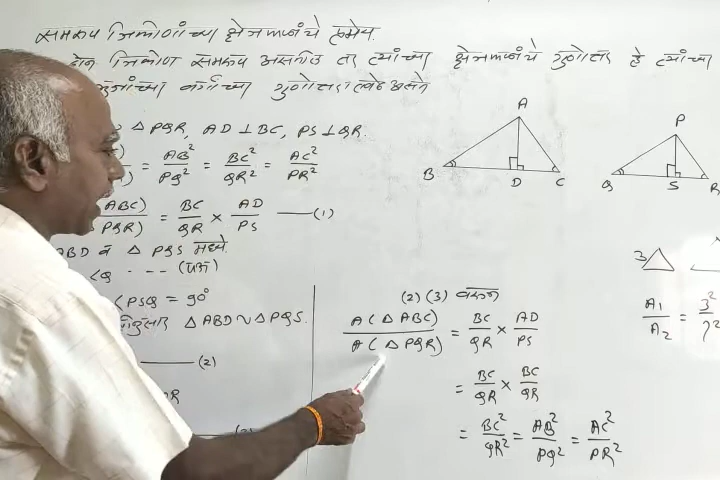 समरूप त्रिकोणांच्या क्षेत्रफळांचे प्रमेय.
दोन त्रिकोण समरूप असतील तर त्यांच्या क्षेत्रफळांचे गुणोत्तर हे त्यांच्या
वर्गांच्या गुणोत्तरा असते
△ PQR, AD ⊥ BC, PS ⊥ QR.
= AB²/PQ² = BC²/QR² = AC²/PR²
ABC)/PQR) = BC/QR × AD/PS —(1)
ABD व △ PQS मध्ये.
<Q - - - (पक्ष)
<PSQ = 90°
△ ABD ~ △ PQS.
—(2)
A
B
D
C
P
Q
S
R
3
A₁/A₂ = 3²/
(2) (3) वरून
A(△ABC)/A(△PQR) = BC/QR × AD/PS
= BC/QR × BC/QR
= BC²/QR² = AB²/PQ² = AC²/PR²